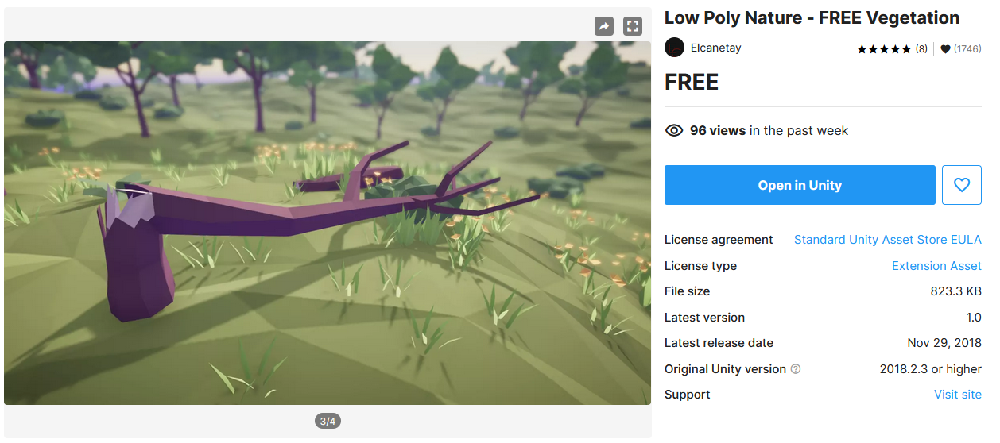 Low Poly Nature - FREE Vegetation
Elcanetay
(8)
(1746)
FREE
96 views in the past week
Open in Unity
License agreement Standard Unity Asset Store EULA
License type Extension Asset
File size 823.3 KB
Latest version 1.0
Latest release date Nov 29, 2018
Original Unity version ? 2018.2.3 or higher
Support Visit site
3/4